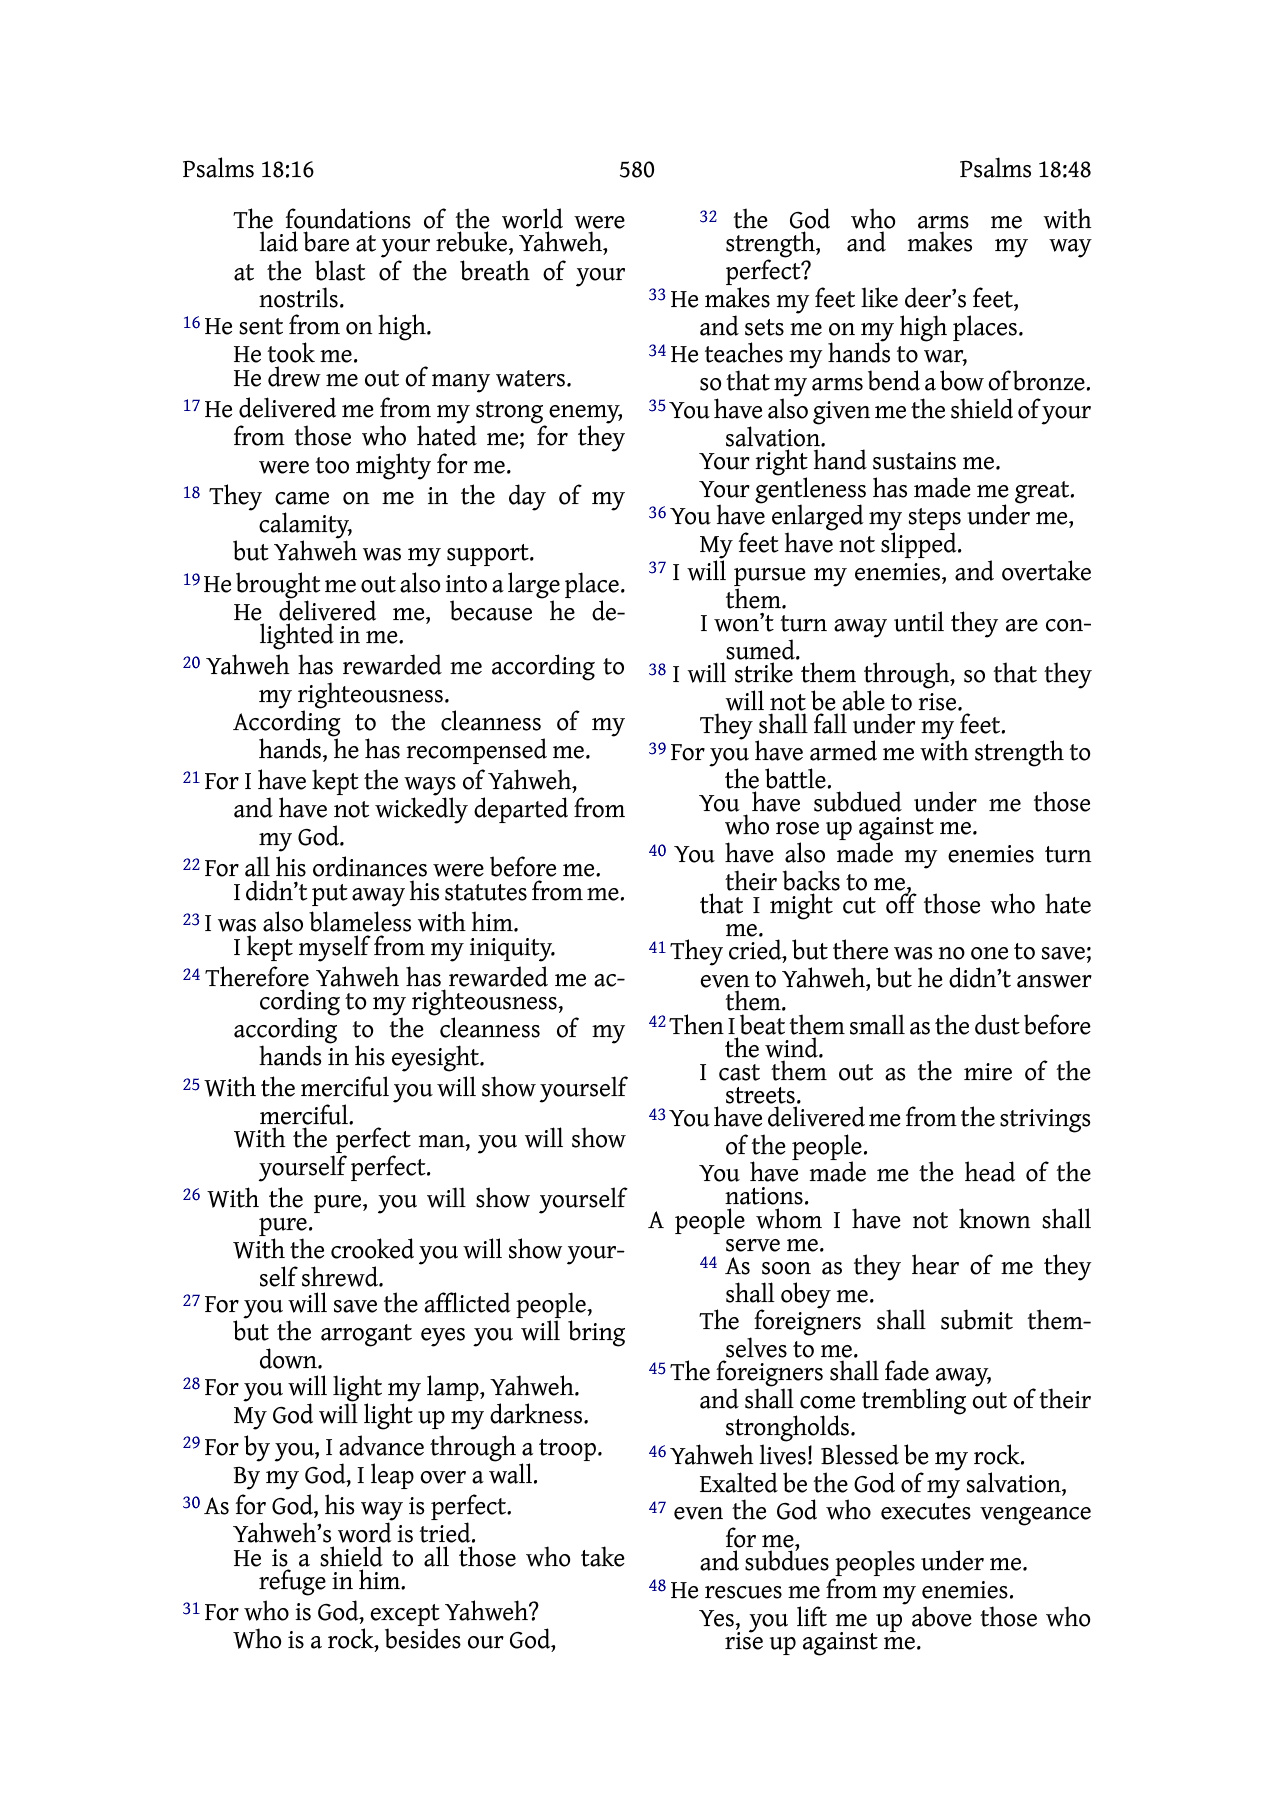 Psalms 18:16 580 Psalms 18:48
The foundations of the world were
laid bare at your rebuke, Yahweh,
at the blast of the breath of your
nostrils.
16 He sent from on high.
He took me.
He drew me out of many waters.
17 He delivered me from my strong enemy,
from those who hated me; for they
were too mighty for me.
18 They came on me in the day of my
calamity,
but Yahweh was my support.
19 He brought me out also into a large place.
He delivered me, because he de-
lighted in me.
20 Yahweh has rewarded me according to
my righteousness.
According to the cleanness of my
hands, he has recompensed me.
21 For I have kept the ways of Yahweh,
and have not wickedly departed from
my God.
22 For all his ordinances were before me.
I didn’t put away his statutes from me.
23 I was also blameless with him.
I kept myself from my iniquity.
24 Therefore Yahweh has rewarded me ac-
cording to my righteousness,
according to the cleanness of my
hands in his eyesight.
25 With the merciful you will show yourself
merciful.
With the perfect man, you will show
yourself perfect.
26 With the pure, you will show yourself
pure.
With the crooked you will show your-
self shrewd.
27 For you will save the afflicted people,
but the arrogant eyes you will bring
down.
28 For you will light my lamp, Yahweh.
My God will light up my darkness.
29 For by you, I advance through a troop.
By my God, I leap over a wall.
30 As for God, his way is perfect.
Yahweh’s word is tried.
He is a shield to all those who take
refuge in him.
31 For who is God, except Yahweh?
Who is a rock, besides our God,
32 the God who arms me with
strength, and makes my way
perfect?
33 He makes my feet like deer’s feet,
and sets me on my high places.
34 He teaches my hands to war,
so that my arms bend a bow of bronze.
35 You have also given me the shield of your
salvation.
Your right hand sustains me.
Your gentleness has made me great.
36 You have enlarged my steps under me,
My feet have not slipped.
37 I will pursue my enemies, and overtake
them.
I won’t turn away until they are con-
sumed.
38 I will strike them through, so that they
will not be able to rise.
They shall fall under my feet.
39 For you have armed me with strength to
the battle.
You have subdued under me those
who rose up against me.
40 You have also made my enemies turn
their backs to me,
that I might cut off those who hate
me.
41 They cried, but there was no one to save;
even to Yahweh, but he didn’t answer
them.
42 Then I beat them small as the dust before
the wind.
I cast them out as the mire of the
streets.
43 You have delivered me from the strivings
of the people.
You have made me the head of the
nations.
A people whom I have not known shall
serve me.
44 As soon as they hear of me they
shall obey me.
The foreigners shall submit them-
selves to me.
45 The foreigners shall fade away,
and shall come trembling out of their
strongholds.
46 Yahweh lives! Blessed be my rock.
Exalted be the God of my salvation,
47 even the God who executes vengeance
for me,
and subdues peoples under me.
48 He rescues me from my enemies.
Yes, you lift me up above those who
rise up against me.